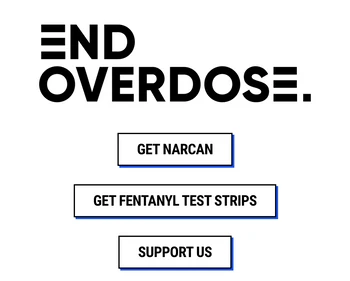 END
OVERDOSE.
GET NARCAN
GET FENTANYL TEST STRIPS
SUPPORT US